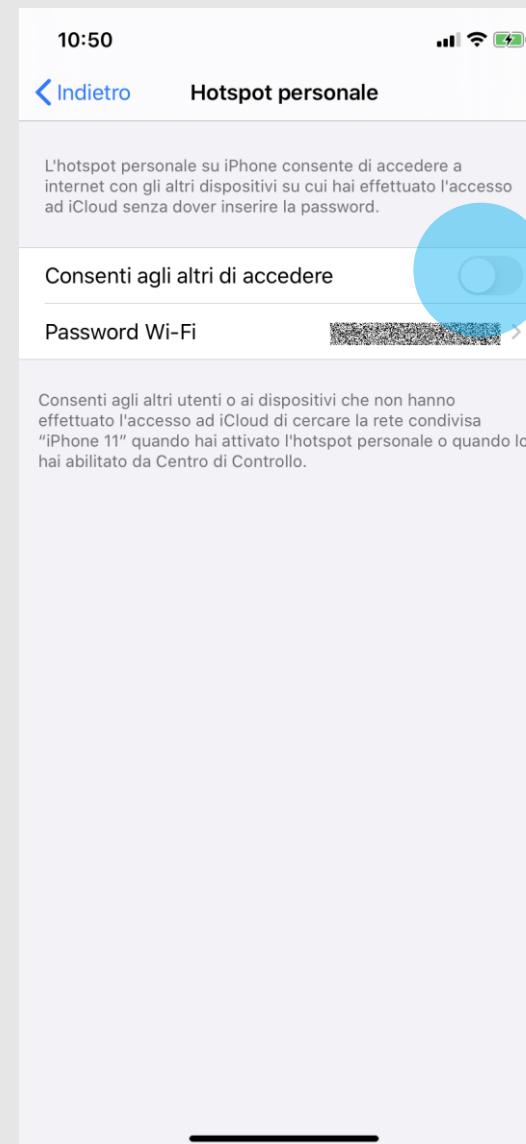 10:50
Indietro Hotspot personale
L'hotspot personale su iPhone consente di accedere a
internet con gli altri dispositivi su cui hai effettuato l'accesso
ad iCloud senza dover inserire la password.
Consenti agli altri di accedere
Password Wi-Fi
Consenti agli altri utenti o ai dispositivi che non hanno
effettuato l'accesso ad iCloud di cercare la rete condivisa
“iPhone 11” quando hai attivato l'hotspot personale o quando lo
hai abilitato da Centro di Controllo.